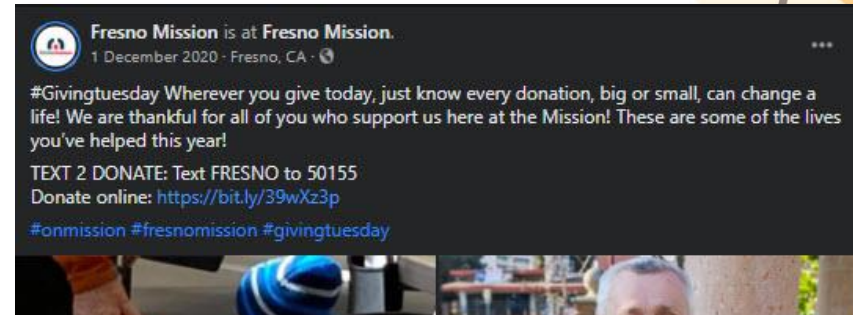 Fresno Mission is at Fresno Mission.
1 December 2020 · Fresno, CA ·
#Givingtuesday Wherever you give today, just know every donation, big or small, can change a
life! We are thankful for all of you who support us here at the Mission! These are some of the lives
you've helped this year!
TEXT 2 DONATE: Text FRESNO to 50155
Donate online: https://bit.ly/39wXz3p
#onmission #fresnomission #givingtuesday